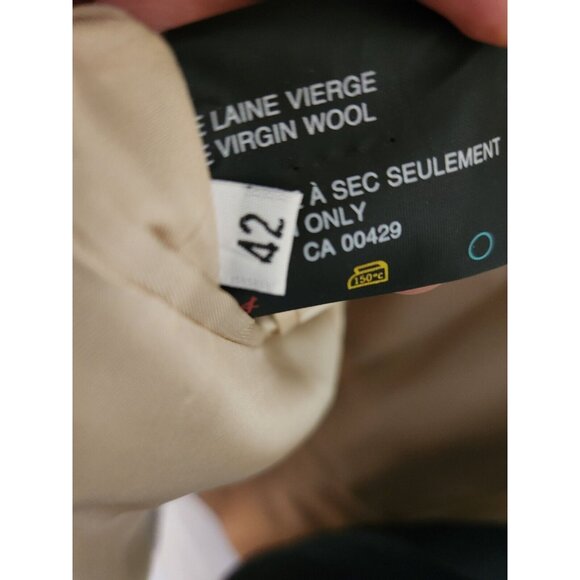 LAINE VIERGE
VIRGIN WOOL
À SEC SEULEMENT
ONLY
CA 00429
42
150°C